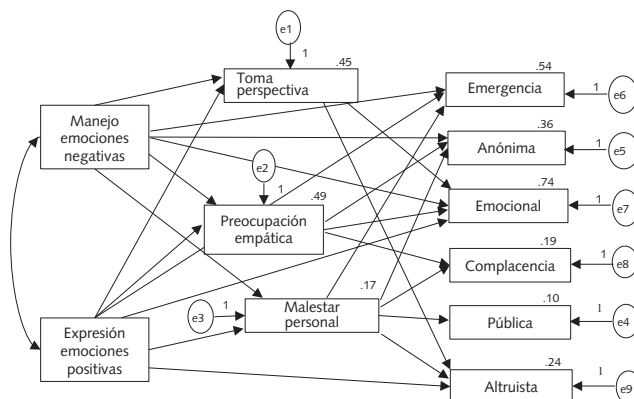 e1
1
.45
Toma
perspectiva
.54
Emergencia
1
e6
Manejo
emociones
negativas
.36
Anónima
1
e5
e2
1
.49
Preocupación
empática
.74
Emocional
1
e7
.19
Complacencia
1
e8
.17
Malestar
personal
1
e3
.10
Pública
1
e4
Expresión
emociones
positivas
.24
Altruista
1
e9